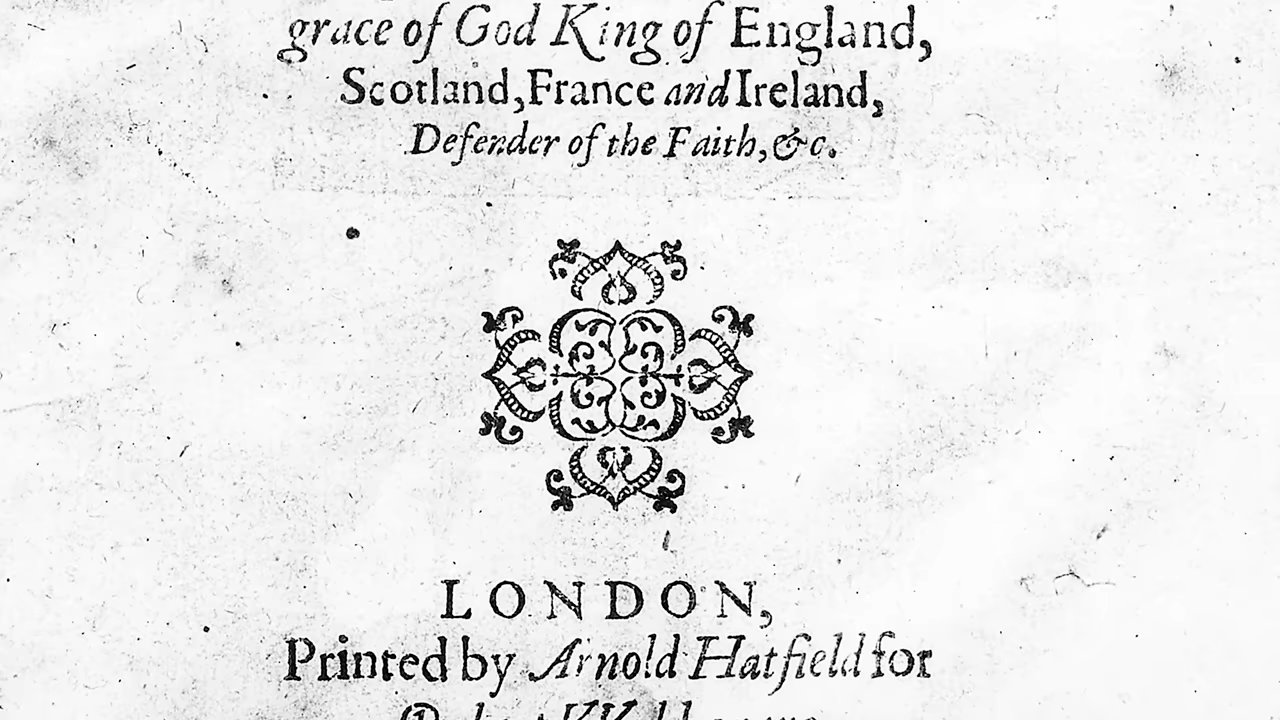 grace of God King of England,
Scotland, France and Ireland,
Defender of the Faith, &c.
LONDON,
Printed by Arnold Hatfield for